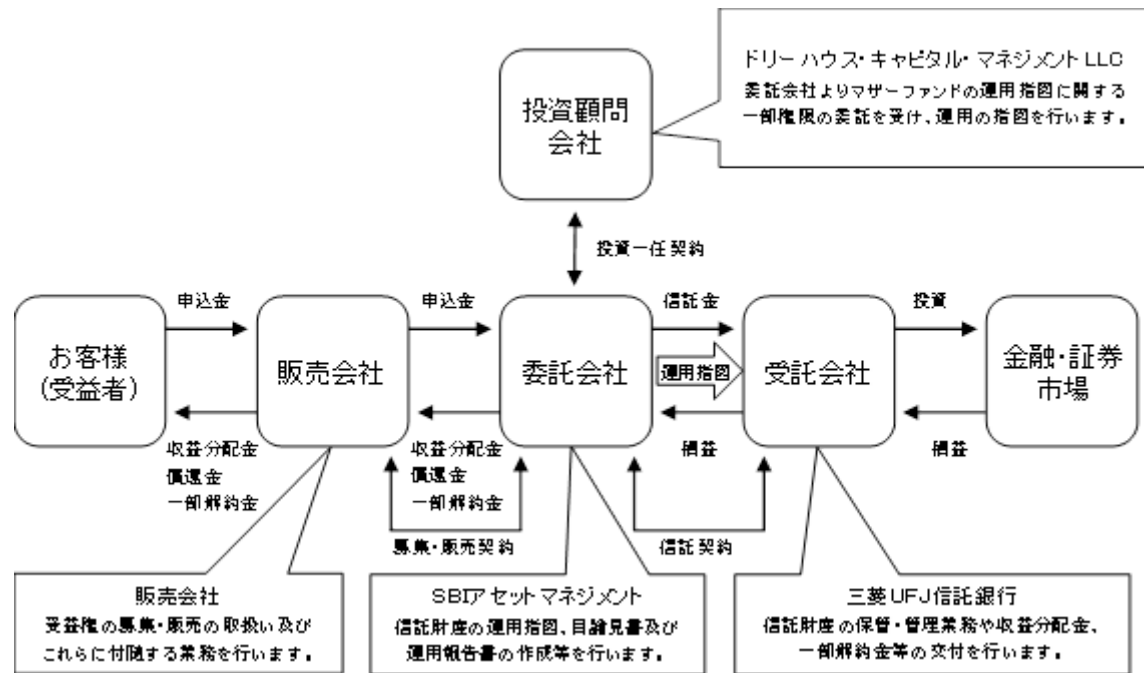 ドリーハウス・キャピタル・マネジメントLLC
委託会社よりマザーファンドの運用指図に関する
一部権限の委託を受け、運用の指図を行います。
投資顧問
会社
投資一任契約
申込金
申込金
信託金
投資
お客様
(受益者)
販売会社
委託会社
運用指図
受託会社
金融・証券
市場
収益分配金
償還金
一部解約金
収益分配金
償還金
一部解約金
損益
損益
募集・販売契約
信託契約
販売会社
受益権の募集・販売の取扱い及び
これらに付随する業務を行います。
SBIアセットマネジメント
信託財産の運用指図、目論見書及び
運用報告書の作成等を行います。
三菱UFJ信託銀行
信託財産の保管・管理業務や収益分配金、
一部解約金等の交付を行います。